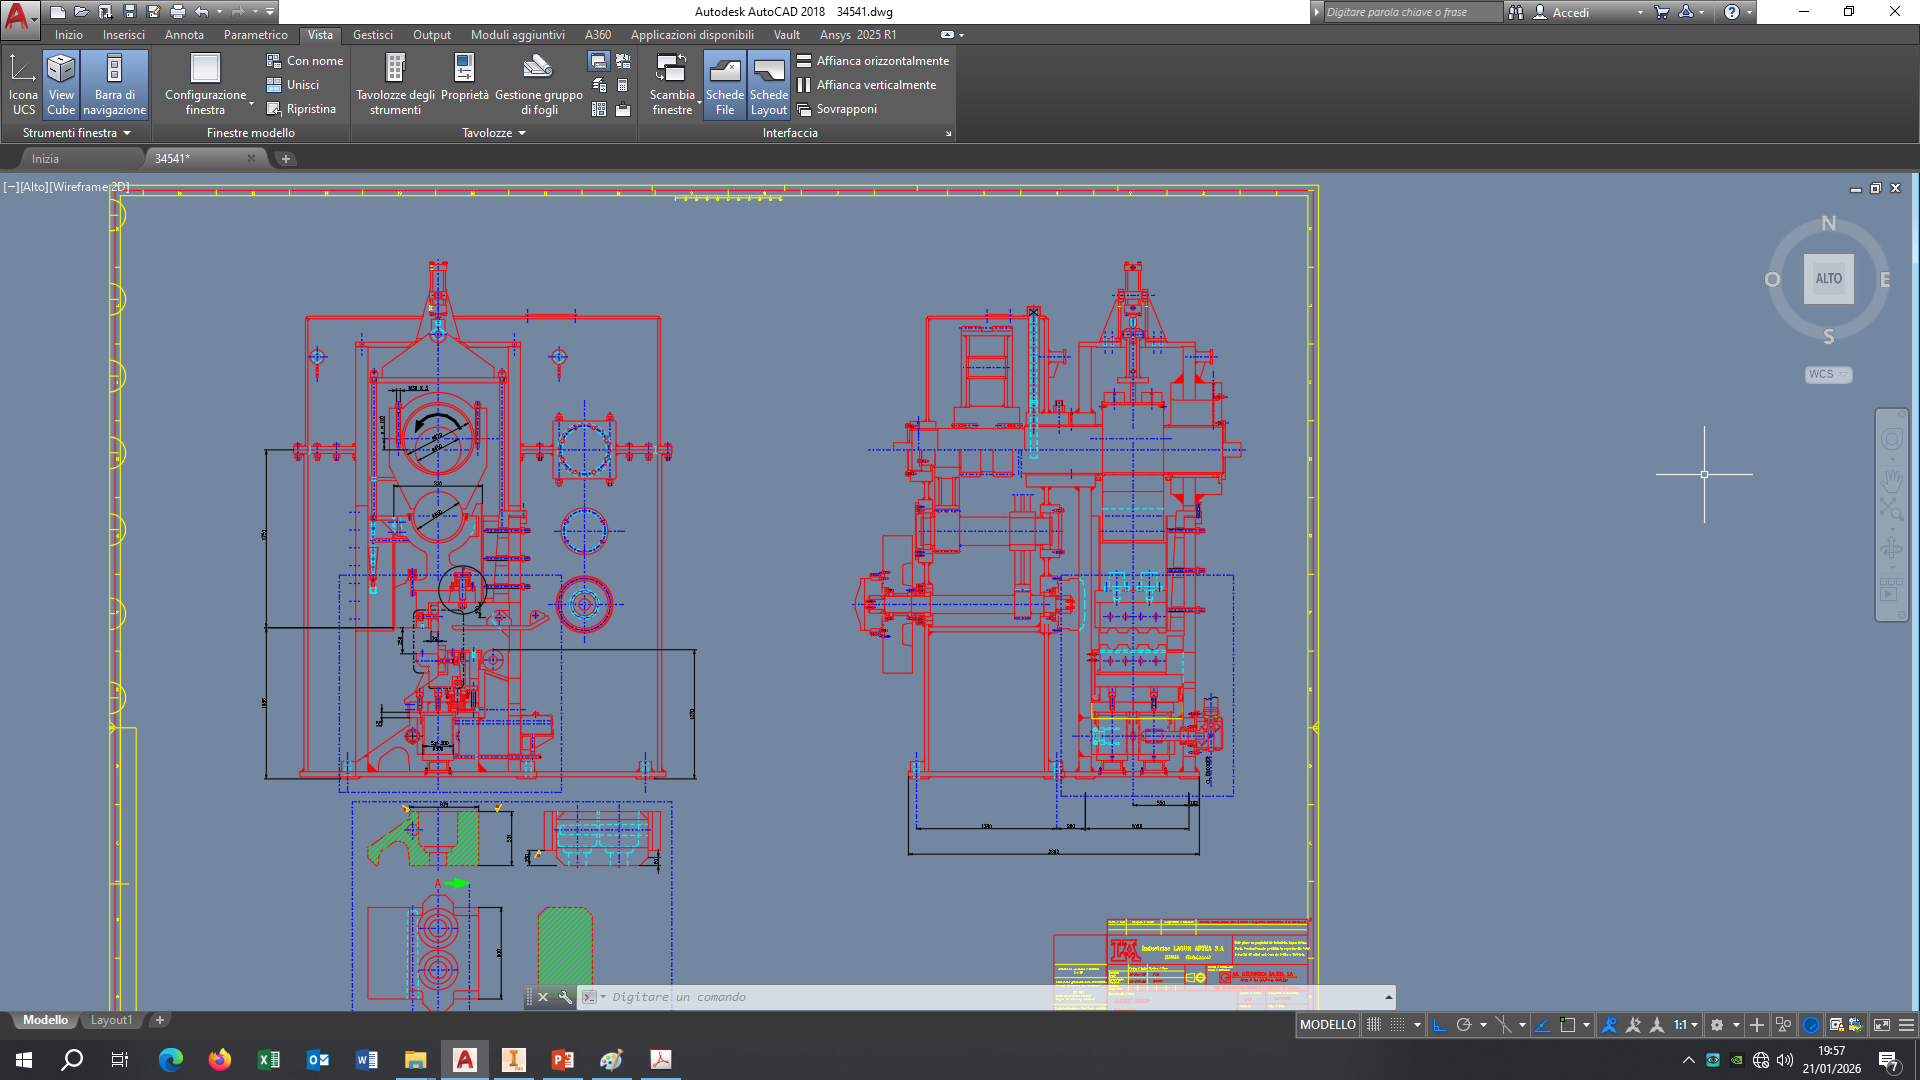 Autodesk AutoCAD 2018 34541.dwg
Digitare parola chiave o frase
Accedi
Inizio Inserisci Annota Parametrico Vista Gestisci Output Moduli aggiuntivi A360 Applicazioni disponibili Vault Ansys 2025 R1
Icona UCS
View Cube
Barra di navigazione
Strumenti finestra
Configurazione finestra
Con nome
Unisci
Ripristina
Finestre modello
Tavolozze degli strumenti
Proprietà
Gestione gruppo di fogli
Tavolozze
Scambia finestre
Schede File
Schede Layout
Affianca orizzontalmente
Affianca verticalmente
Sovrapponi
Interfaccia
Inizia
34541*
[−][Alto][Wireframe 2D]
N
O
ALTO
E
S
WCS
A
Industrias LAGUN ARTEA S.A
Digitare un comando
Modello Layout1
MODELLO
1:1
19:57
21/01/2026
7